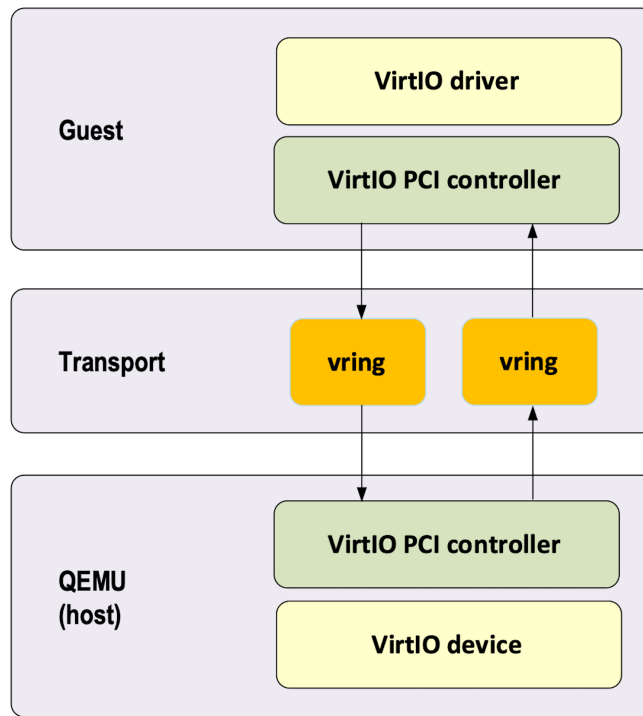 VirtIO driver
Guest
VirtIO PCI controller
Transport
vring
vring
VirtIO PCI controller
QEMU
(host)
VirtIO device